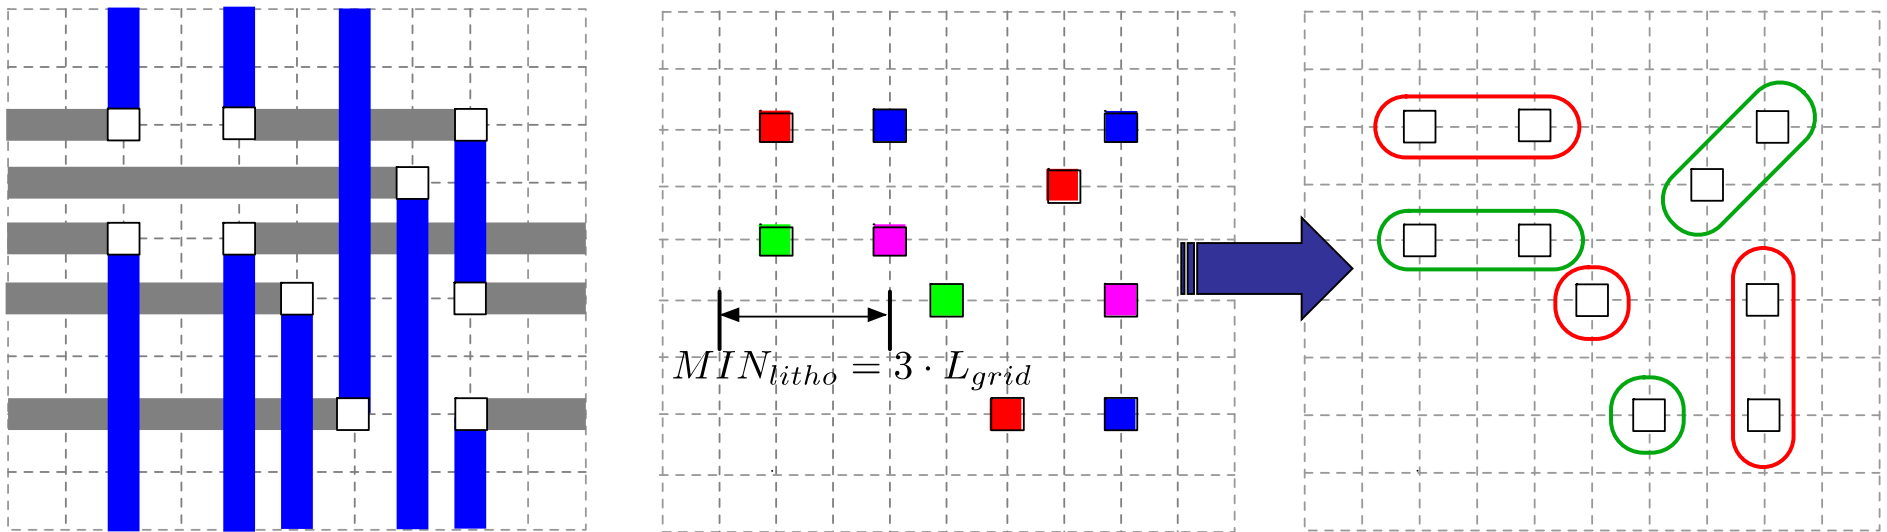 MIN_{litho} = 3 · L_{grid}